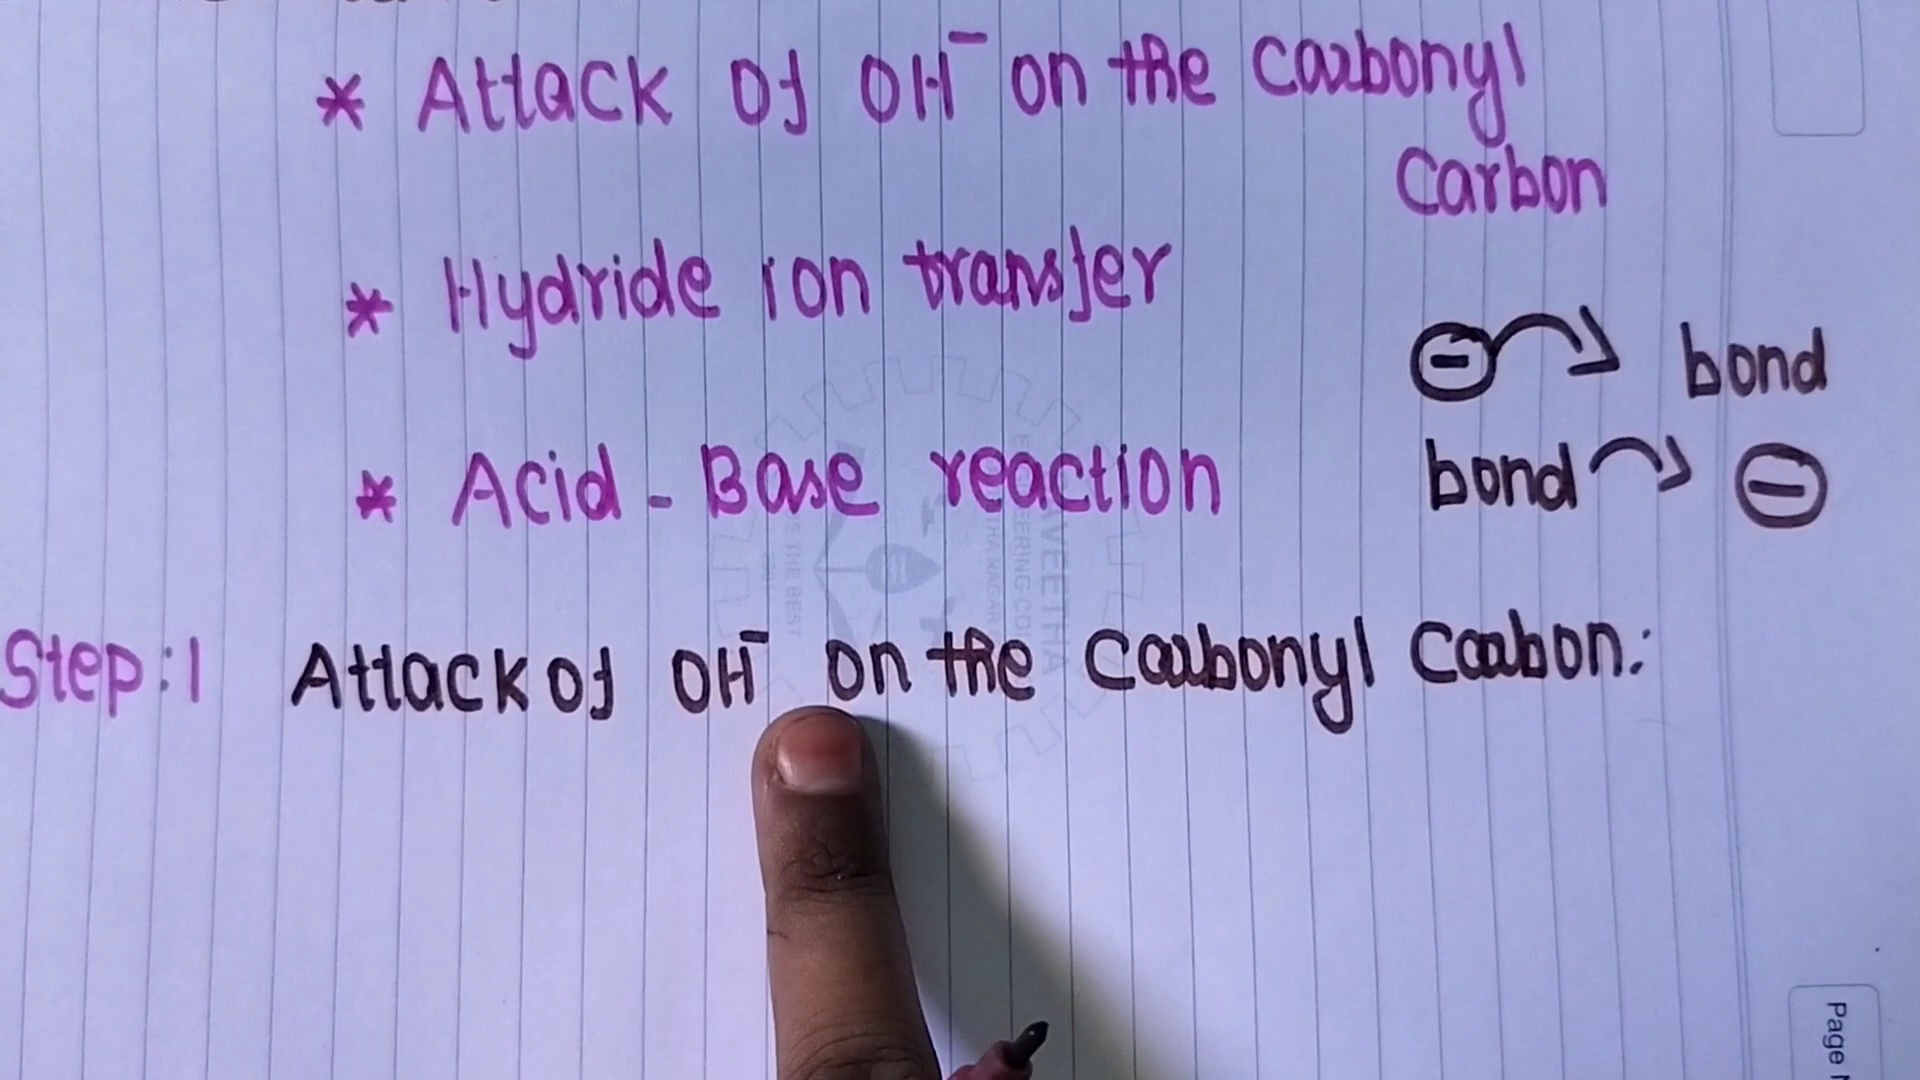 * Attack of OH⁻ on the Carbonyl
Carbon
* Hydride ion transfer
⊖ ↷ bond
* Acid - Base reaction
bond ↷ ⊖
Step:1 Attack of OH⁻ on the Carbonyl Carbon:
Page